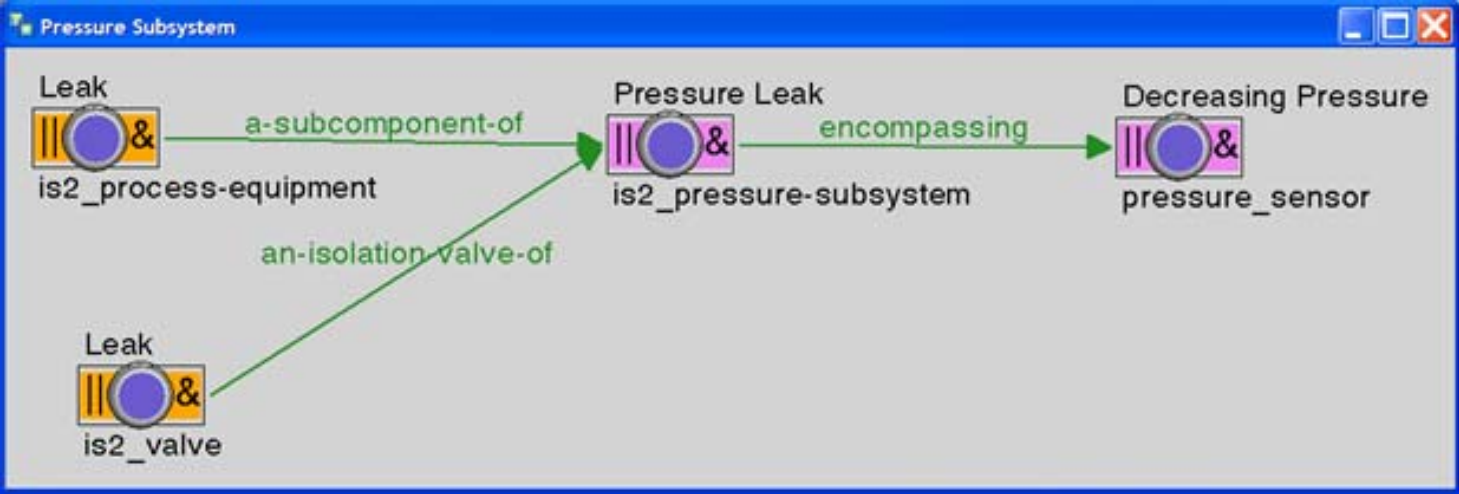 Pressure Subsystem
Leak
||
&
is2_process-equipment
a-subcomponent-of
Pressure Leak
||
&
is2_pressure-subsystem
encompassing
Decreasing Pressure
||
&
pressure_sensor
an-isolation-valve-of
Leak
||
&
is2_valve